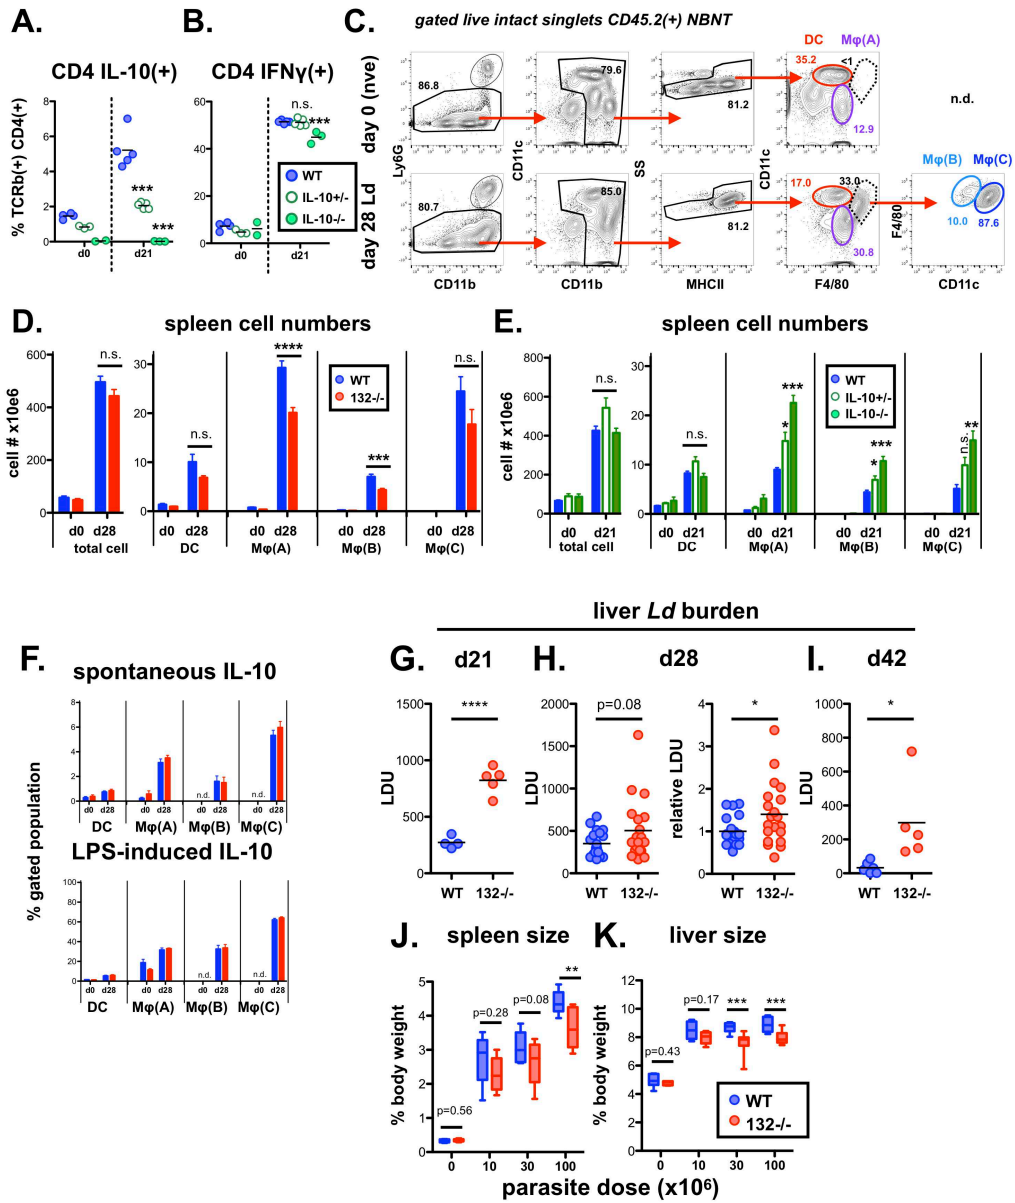 A.
CD4 IL-10(+)
% TCRb(+) CD4(+)
8
6
4
2
0
***
***
d0
d21
B.
CD4 IFNγ(+)
60
40
20
0
n.s.
***
WT
IL-10+/-
IL-10-/-
d0
d21
C.
gated live intact singlets CD45.2(+) NBNT
day 0 (nve)
day 28 Ld
86.8
79.6
81.2
DC
Mφ(A)
35.2
<1
12.9
n.d.
Ly6G
CD11c
SS
CD11c
80.7
85.0
81.2
17.0
33.0
30.8
Mφ(B)
Mφ(C)
F4/80
10.0
87.6
CD11b
CD11b
MHCII
F4/80
CD11c
D.
spleen cell numbers
cell # x10e6
600
400
200
0
n.s.
30
20
10
0
n.s.
****
***
n.s.
WT
132-/-
d0 d28
d0 d28
d0 d28
d0 d28
d0 d28
total cell
DC
Mφ(A)
Mφ(B)
Mφ(C)
E.
spleen cell numbers
cell # x10e6
800
600
400
200
0
n.s.
30
20
10
0
n.s.
*
***
*
***
n.s.
**
WT
IL-10+/-
IL-10-/-
d0 d21
d0 d21
d0 d21
d0 d21
d0 d21
total cell
DC
Mφ(A)
Mφ(B)
Mφ(C)
F.
spontaneous IL-10
% gated population
8
6
4
2
0
n.d.
n.d.
d0 d28
d0 d28
d0 d28
d0 d28
DC
Mφ(A)
Mφ(B)
Mφ(C)
LPS-induced IL-10
100
80
60
40
20
0
n.d.
n.d.
d0 d28
d0 d28
d0 d28
d0 d28
DC
Mφ(A)
Mφ(B)
Mφ(C)
liver Ld burden
G.
d21
LDU
1500
1000
500
0
****
WT
132-/-
H.
d28
LDU
2000
1500
1000
500
0
p=0.08
WT
132-/-
relative LDU
4
3
2
1
0
*
WT
132-/-
I.
d42
LDU
1000
800
600
400
200
0
*
WT
132-/-
J.
spleen size
% body weight
5
4
3
2
1
0
p=0.56
p=0.28
p=0.08
**
0
10
30
100
K.
liver size
% body weight
12
10
8
6
4
2
0
p=0.43
p=0.17
***
***
WT
132-/-
0
10
30
100
parasite dose (x10⁶)